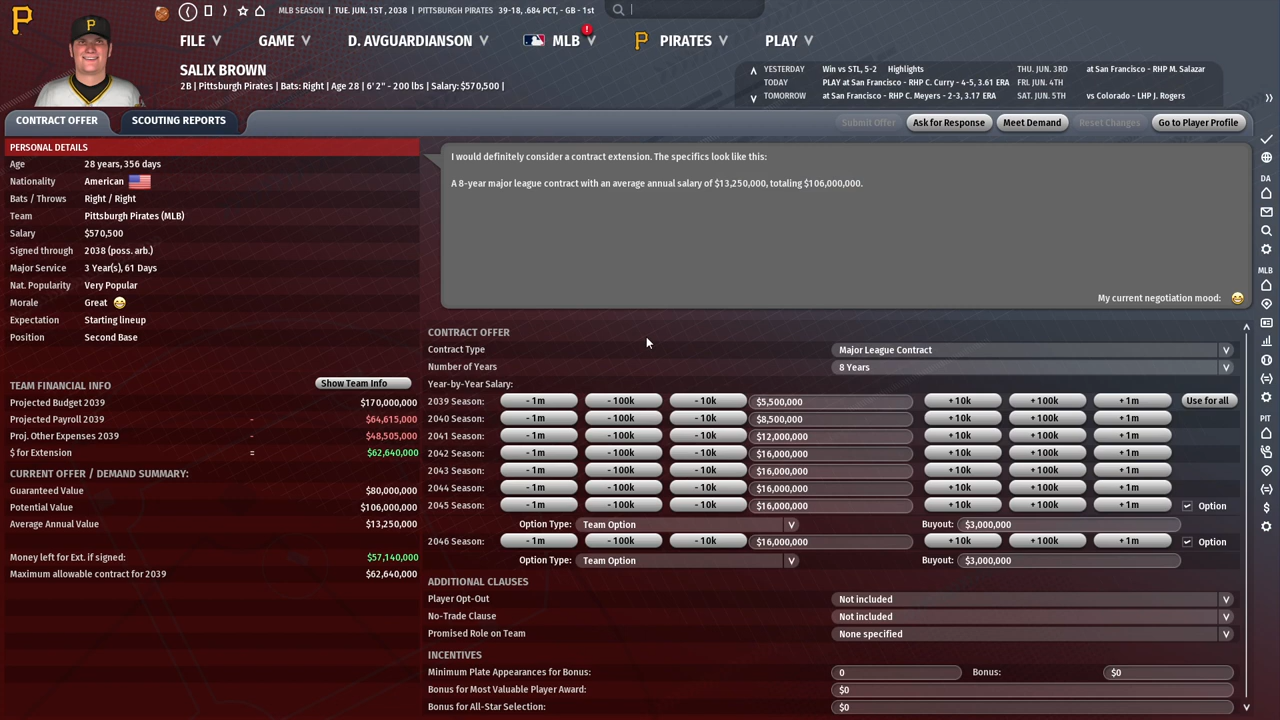 MLB SEASON | TUE. JUN. 1ST , 2038 | PITTSBURGH PIRATES 39-18, .684 PCT, - GB - 1st
FILE GAME D. AVGUARDIANSON MLB PIRATES PLAY
SALIX BROWN
2B | Pittsburgh Pirates | Bats: Right | Age 28 | 6'2" - 200 lbs | Salary: $570,500 |
YESTERDAY Win vs STL, 5-2 Highlights THU. JUN. 3RD at San Francisco - RHP M. Salazar
TODAY PLAY at San Francisco - RHP C. Curry - 4-5, 3.61 ERA FRI. JUN. 4TH
TOMORROW at San Francisco - RHP C. Meyers - 2-3, 3.17 ERA SAT. JUN. 5TH vs Colorado - LHP J. Rogers
CONTRACT OFFER SCOUTING REPORTS Submit Offer Ask for Response Meet Demand Reset Changes Go to Player Profile
PERSONAL DETAILS
Age 28 years, 356 days
Nationality American
Bats / Throws Right / Right
Team Pittsburgh Pirates (MLB)
Salary $570,500
Signed through 2038 (poss. arb.)
Major Service 3 Year(s), 61 Days
Nat. Popularity Very Popular
Morale Great
Expectation Starting lineup
Position Second Base
TEAM FINANCIAL INFO Show Team Info
Projected Budget 2039 $170,000,000
Projected Payroll 2039 - $64,615,000
Proj. Other Expenses 2039 - $48,505,000
$ for Extension = $62,640,000
CURRENT OFFER / DEMAND SUMMARY:
Guaranteed Value $80,000,000
Potential Value $106,000,000
Average Annual Value $13,250,000
Money left for Ext. if signed: $57,140,000
Maximum allowable contract for 2039 $62,640,000
I would definitely consider a contract extension. The specifics look like this:
A 8-year major league contract with an average annual salary of $13,250,000, totaling $106,000,000.
My current negotiation mood:
CONTRACT OFFER
Contract Type Major League Contract
Number of Years 8 Years
Year-by-Year Salary:
2039 Season: - 1m - 100k - 10k $5,500,000 + 10k + 100k + 1m Use for all
2040 Season: - 1m - 100k - 10k $8,500,000 + 10k + 100k + 1m
2041 Season: - 1m - 100k - 10k $12,000,000 + 10k + 100k + 1m
2042 Season: - 1m - 100k - 10k $16,000,000 + 10k + 100k + 1m
2043 Season: - 1m - 100k - 10k $16,000,000 + 10k + 100k + 1m
2044 Season: - 1m - 100k - 10k $16,000,000 + 10k + 100k + 1m
2045 Season: - 1m - 100k - 10k $16,000,000 + 10k + 100k + 1m Option
Option Type: Team Option Buyout: $3,000,000
2046 Season: - 1m - 100k - 10k $16,000,000 + 10k + 100k + 1m Option
Option Type: Team Option Buyout: $3,000,000
ADDITIONAL CLAUSES
Player Opt-Out Not included
No-Trade Clause Not included
Promised Role on Team None specified
INCENTIVES
Minimum Plate Appearances for Bonus: 0 Bonus: $0
Bonus for Most Valuable Player Award: $0
Bonus for All-Star Selection: $0
DA
MLB
PIT